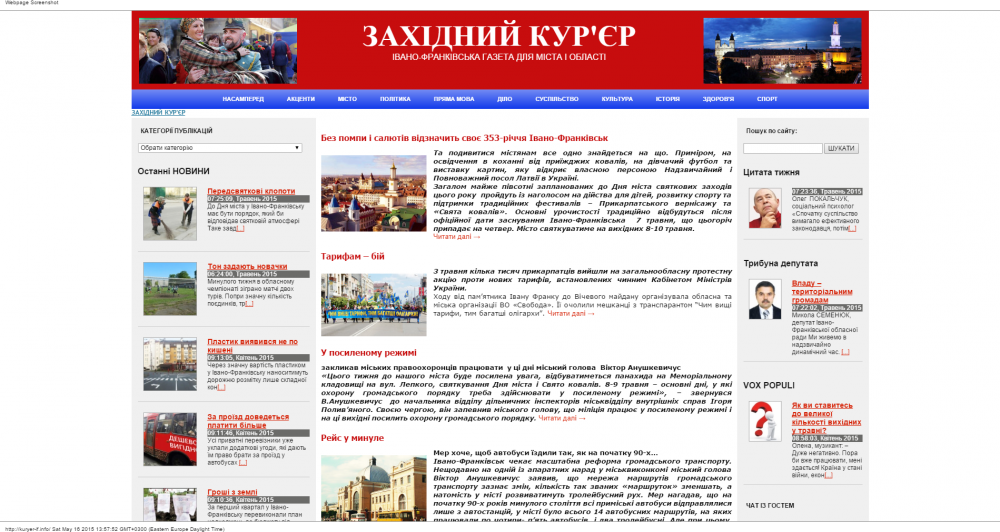 Webpage Screenshot
ЗАХІДНИЙ КУР'ЄР
ІВАНО-ФРАНКІВСЬКА ГАЗЕТА ДЛЯ МІСТА І ОБЛАСТІ
НАСАМПЕРЕД АКЦЕНТИ МІСТО ПОЛІТИКА ПРЯМА МОВА ДІЛО СУСПІЛЬСТВО КУЛЬТУРА ІСТОРІЯ ЗДОРОВ'Я СПОРТ
ЗАХІДНИЙ КУР'ЄР
КАТЕГОРІЇ ПУБЛІКАЦІЙ
Обрати категорію
Останні НОВИНИ
Передсвяткові клопоти
07:25:09, Травень 2015
До Дня міста у Івано-Франківську
має бути порядок, який би
відповідав святковій атмосфері
Таке завд[...]
Тон задають новачки
06:24:00, Травень 2015
Минулого тижня в обласному
чемпіонаті зіграно матчі двох
турів. Попри значну кількість
поєдинків, тр[...]
Пластик виявився не по
кишені
09:13:05, Квітень 2015
Через значну вартість пластиком
у Івано-Франківську наноситимуть
дорожню розмітку лише складної
кон[...]
За проїзд доведеться
платити більше
09:11:46, Квітень 2015
Усі приватні перевізники уже
уклали додаткові угоди, які дають
їм право брати за проїзд у
автобусах [...]
Гроші з землі
09:10:36, Квітень 2015
За перший квартал у Івано-
Франківську перевиконали план
Без помпи і салютів відзначить своє 353-річчя Івано-Франківськ
Та подивитися містянам все одно знайдеться на що. Приміром, на
освідчення в коханні від приїжджих ковалів, на дівчачий футбол та
виставку картин, яку відкриє власною персоною Надзвичайний і
Повноважний посол Латвії в Україні.
Загалом майже півсотні запланованих до Дня міста святкових заходів
цього року пройдуть із наголосом на дійства для дітей, розвитку спорту та
підтримки традиційних фестивалів – Прикарпатського вернісажу та
«Свята ковалів». Основні урочистості традиційно відбудуться після
офіційної дати заснування Івано-Франківська 7 травня, що цьогоріч
припадає на четвер. Місто святкуватиме на вихідних 8-10 травня.
Читати далі →
Тарифам – бій
З травня кілька тисяч прикарпатців вийшли на загальнообласну протестну
акцію проти нових тарифів, встановлених чинним Кабінетом Міністрів
України.
Ходу від пам'ятника Івану Франку до Вічевого майдану організувала обласна та
міська організації ВО «Свобода». Її очолили мешканці з транспарантом "Чим вищі
тарифи, тим багатші олігархи". Читати далі →
У посиленому режимі
закликав міських правоохоронців працювати у ці дні міський голова Віктор Анушкевичус
«Цього тижня до нашого міста буде посилена увага, відбуватиметься панахида на Меморіальному
кладовищі на вул. Лепкого, святкування Дня міста і Свято ковалів. 8-9 травня – основні дні, у які
охорону громадського порядку треба здійснювати у посиленому режимі», – звернувся
В.Анушкевичус до начальника відділу дільничних інспекторів міськвідділу внутрішніх справ Ігоря
Полив'яного. Своєю чергою, він запевнив міського голову, що міліція працює у посиленому режимі і
на ці вихідні посилить охорону громадського порядку. Читати далі →
Рейс у минуле
Мер хоче, щоб автобуси їздили так, як на початку 90-х...
Івано-Франківськ чекає масштабна реформа громадського транспорту.
Нещодавно на одній із апаратних нарад у міськвиконкомі міський голова
Віктор Анушкевичус заявив, що мережа маршрутів громадського
транспорту зазнає змін, кількість так званих «маршруток» зменшать, а
натомість у місті розвиватимуть тролейбусний рух. Мер нагадав, що на
початку 90-х років минулого століття всі приміські автобуси відправлялися
лише з автостанцій, у місті було всього 14 автобусних маршрутів, на яких
працювали по чотири- п'ять автобусів, і два тролейбусні. Але при цьому,
Пошук по сайту:
ШУКАТИ
Цитата тижня
07:23:36, Травень 2015
Олег ПОКАЛЬЧУК,
соціальний психолог
«Спочатку суспільство
вимагало ефективного
законодавця, потім[...]
Трибуна депутата
Владу –
територіальним
громадам
07:22:02, Травень 2015
Микола СЕМЕНЮК,
депутат Івано-
Франківської обласної
ради Ми живемо в
надзвичайно
динамічний час. [...]
VOX POPULI
Як ви ставитесь
до великої
кількості вихідних
у травні?
08:58:03, Квітень 2015
Олена, музикант: –
Дуже негативно. Пора
би вже працювати, мені
здається! Країна у стані
війни, екон[...]
ЧАТ ІЗ ГОСТЕМ
http://kuryer-if.info/ Sat May 16 2015 13:57:52 GMT+0300 (Eastern Europe Daylight Time)